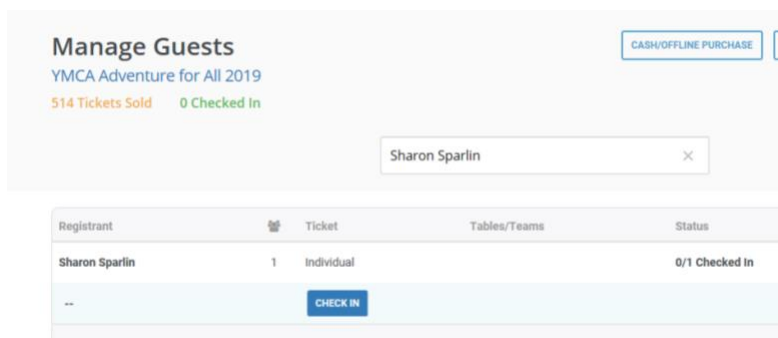 Manage Guests
CASH/OFFLINE PURCHASE
YMCA Adventure for All 2019
514 Tickets Sold 0 Checked In
Sharon Sparlin
Registrant Ticket Tables/Teams Status
Sharon Sparlin 1 Individual 0/1 Checked In
-- CHECK IN